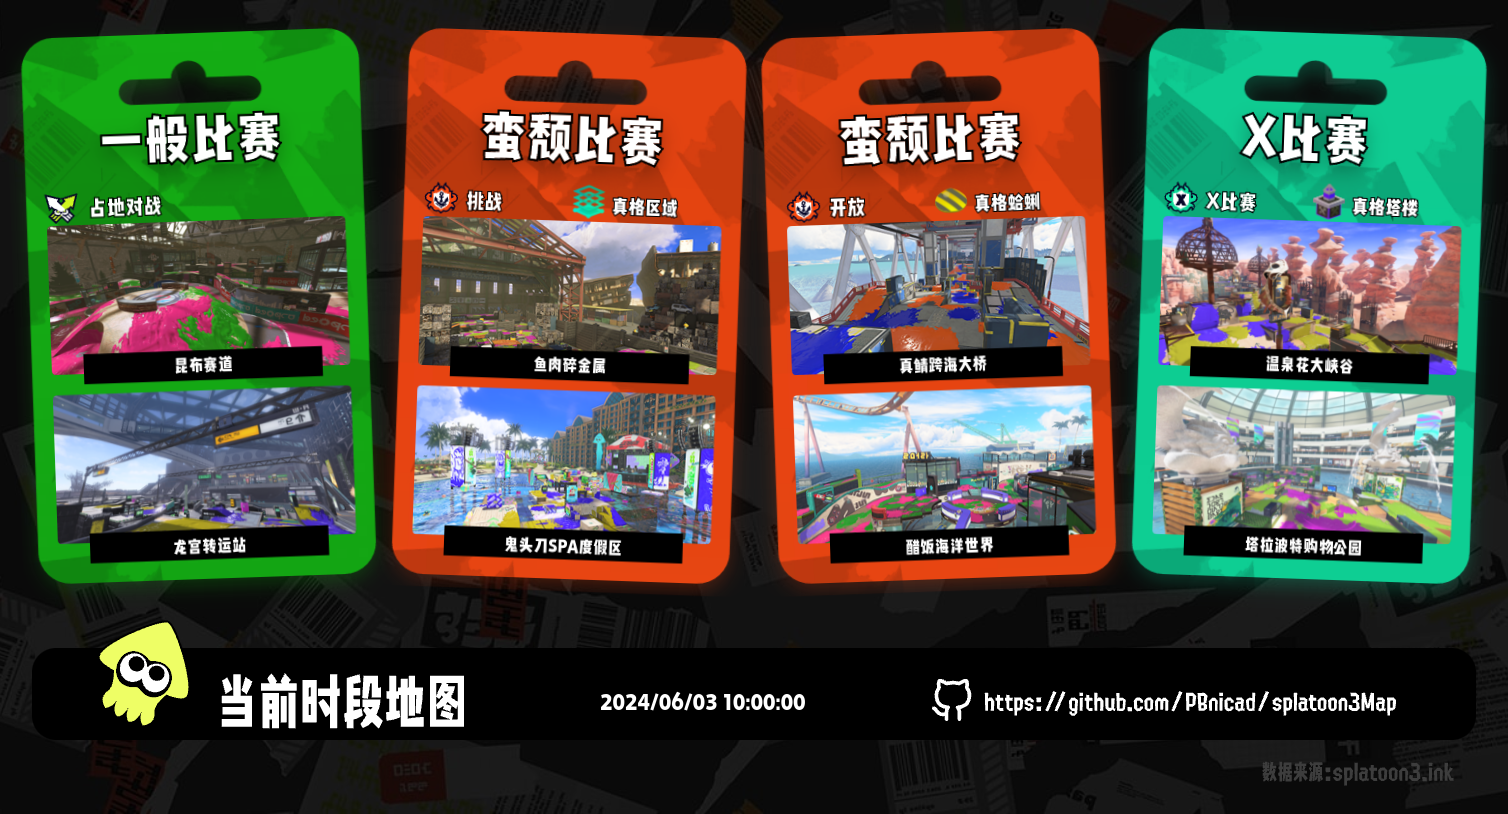 一般比赛
占地对战
昆布赛道
龙宫转运站
蛮颓比赛
挑战
真格区域
鱼肉碎金属
鬼头刀SPA度假区
蛮颓比赛
开放
真格蛤蜊
真鲭跨海大桥
醋饭海洋世界
X比赛
X比赛
真格塔楼
温泉花大峡谷
塔拉波特购物公园
当前时段地图
2024/06/03 10:00:00
https://github.com/PBnicad/splatoon3Map
数据来源:splatoon3.ink